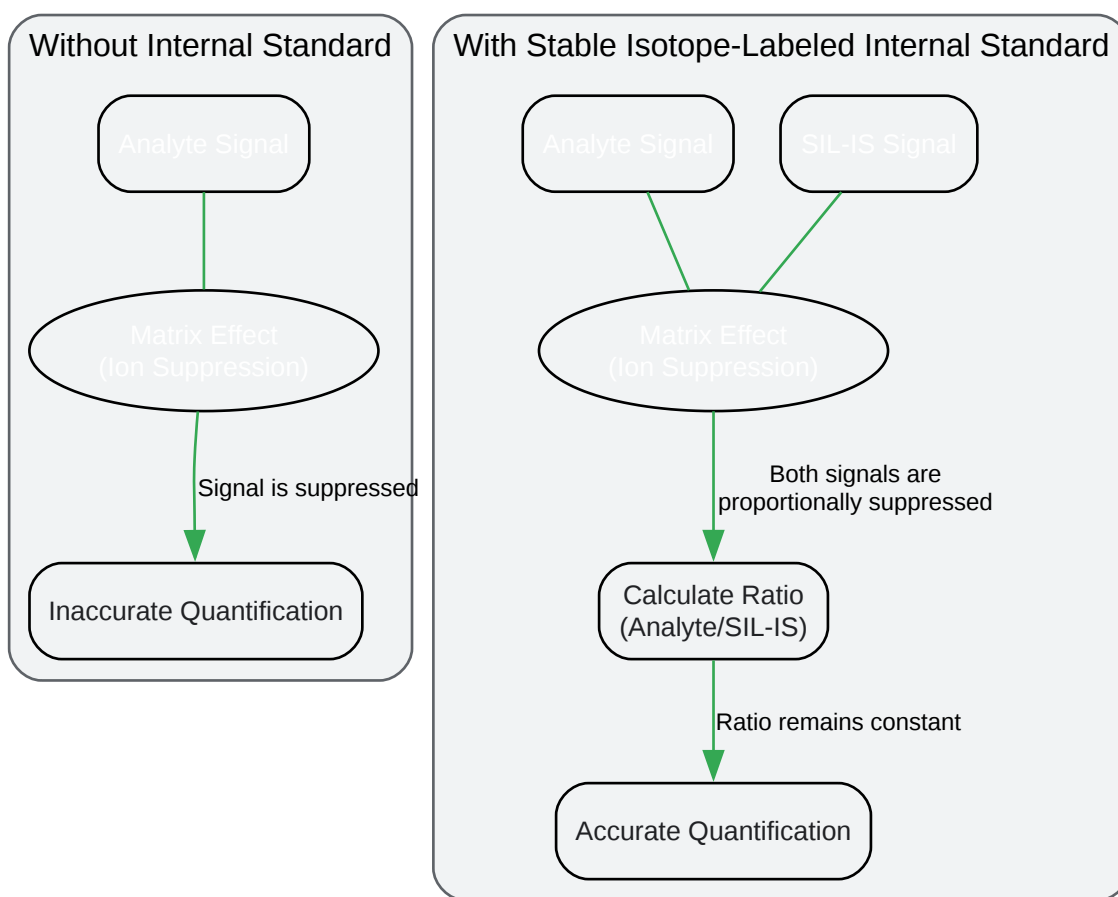 Without Internal Standard
Analyte Signal
Matrix Effect
(Ion Suppression)
Signal is suppressed
Inaccurate Quantification
With Stable Isotope-Labeled Internal Standard
Analyte Signal
SIL-IS Signal
Matrix Effect
(Ion Suppression)
Both signals are
proportionally suppressed
Calculate Ratio
(Analyte/SIL-IS)
Ratio remains constant
Accurate Quantification